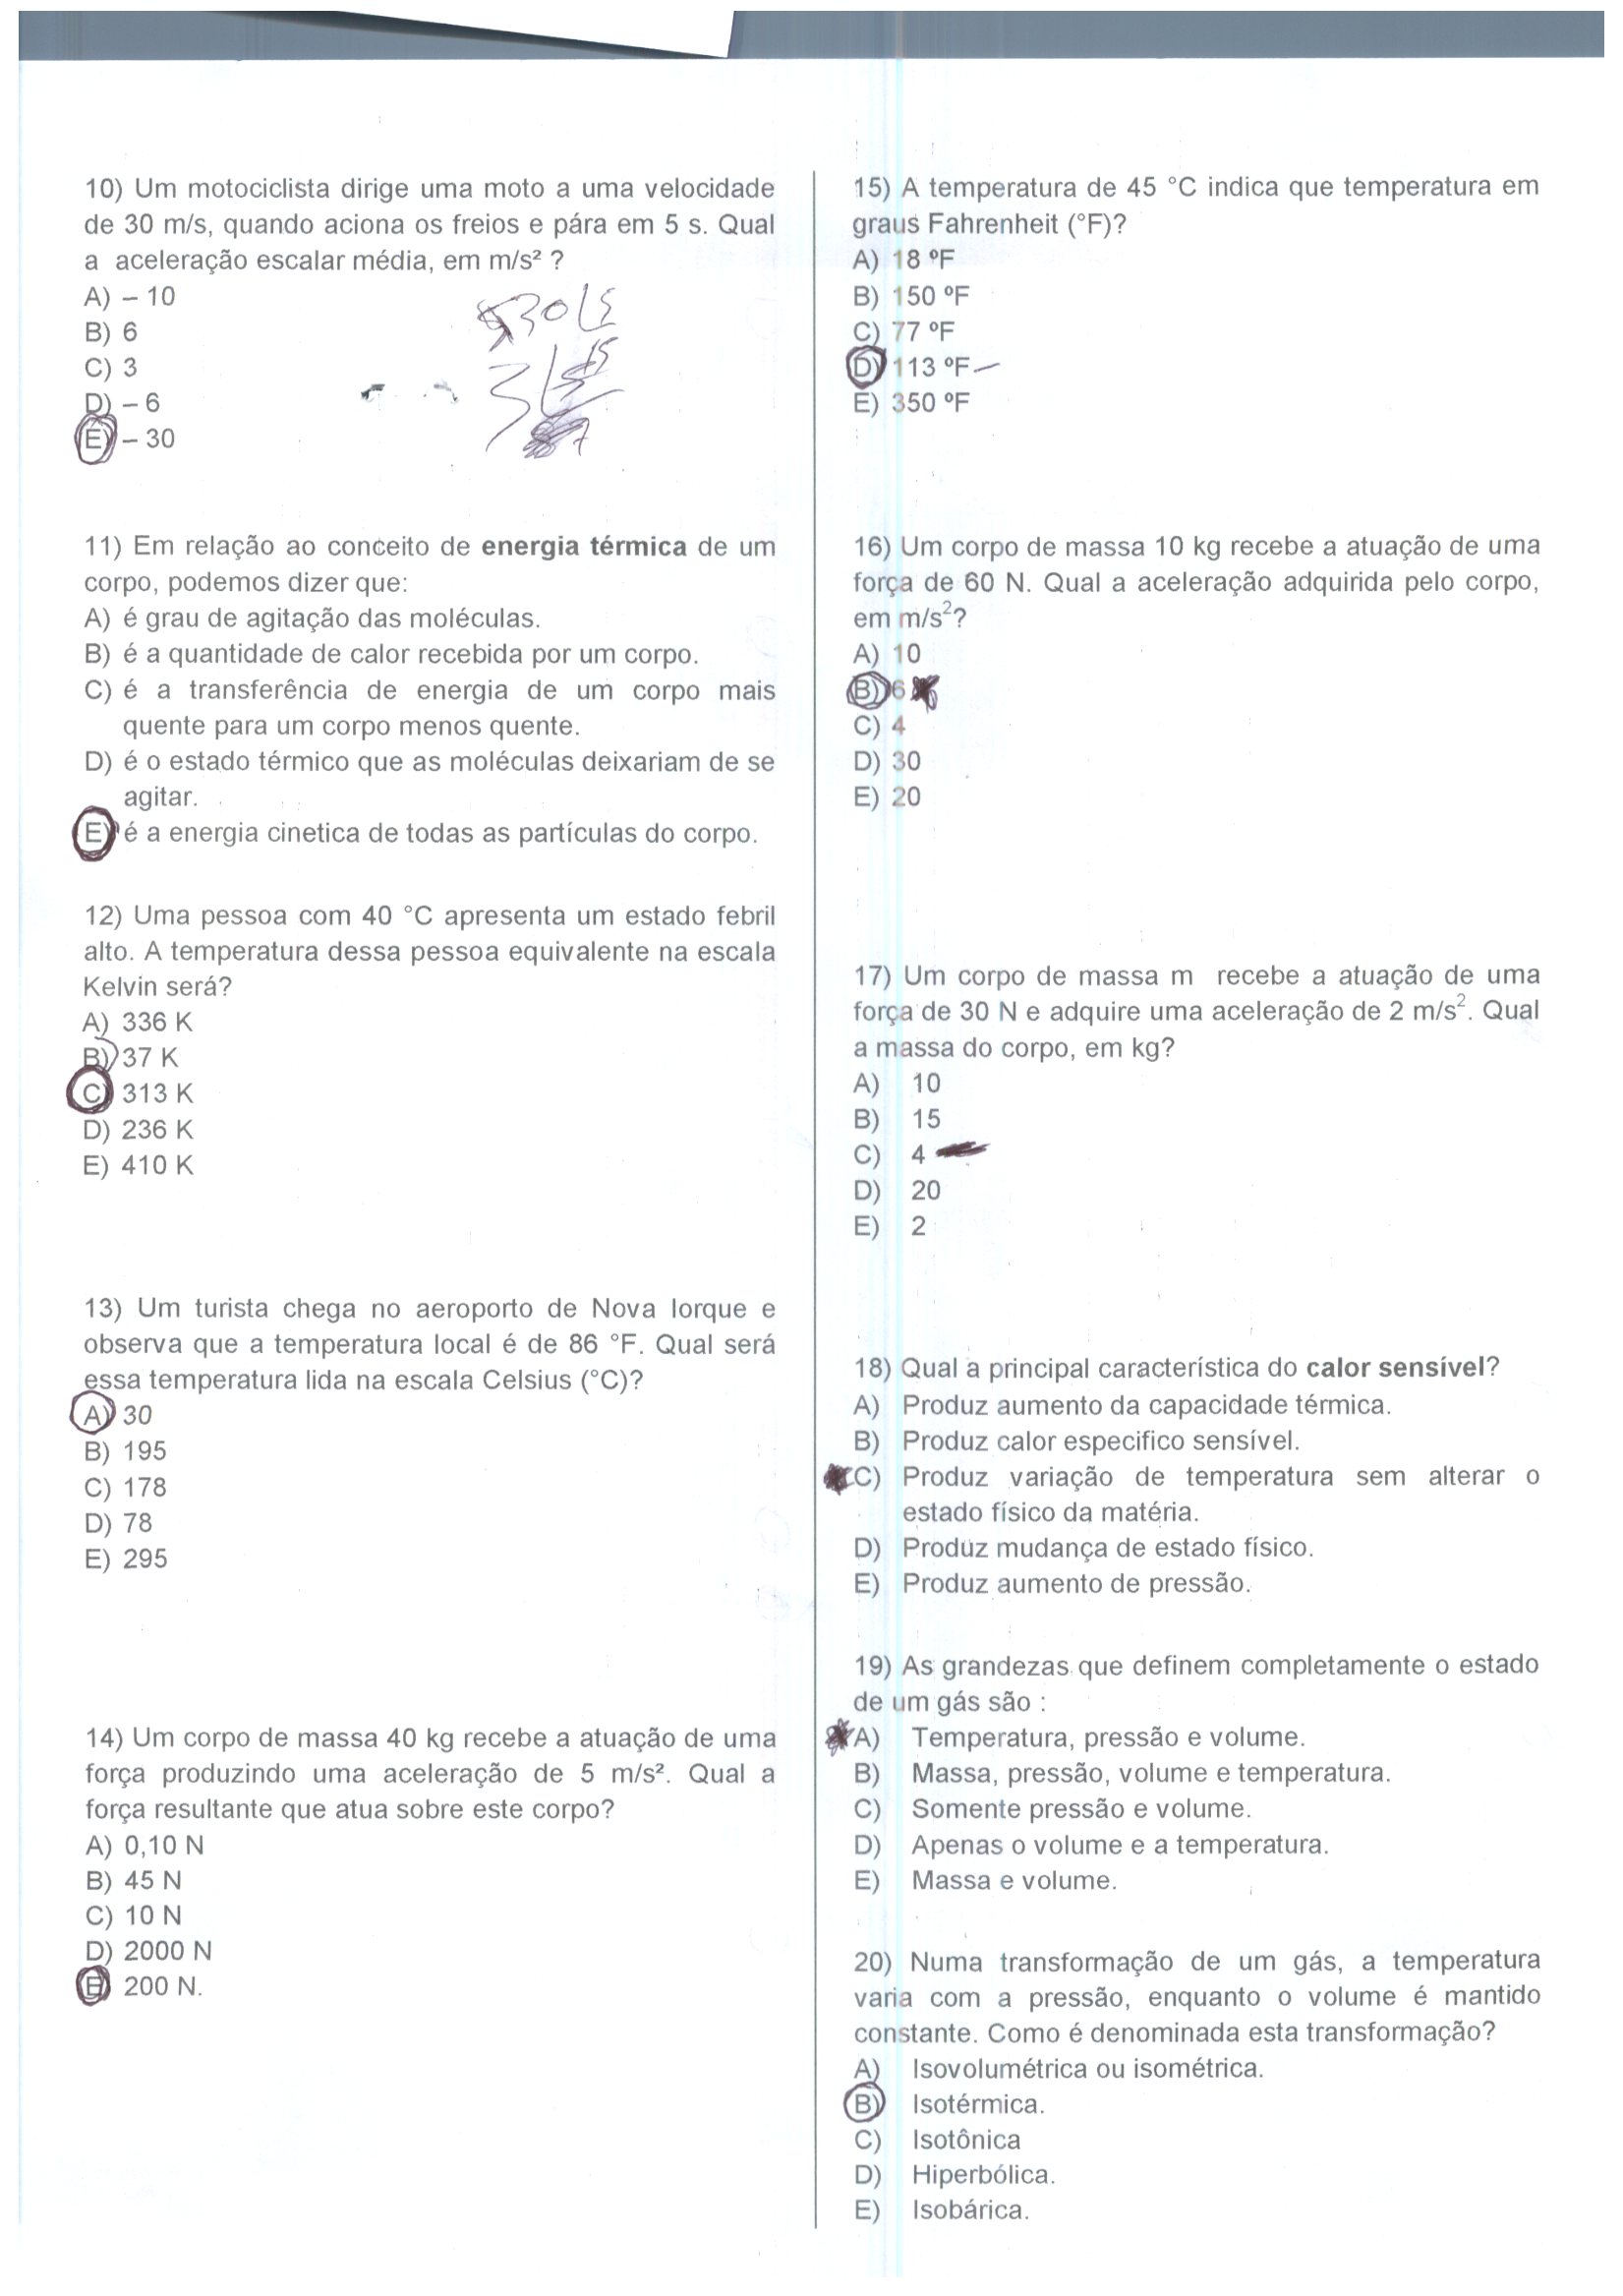 10) Um motociclista dirige uma moto a uma velocidade
de 30 m/s, quando aciona os freios e pára em 5 s. Qual
a aceleração escalar média, em m/s² ?
A) – 10
B) 6
C) 3
D) – 6
E) – 30
11) Em relação ao conceito de energia térmica de um
corpo, podemos dizer que:
A) é grau de agitação das moléculas.
B) é a quantidade de calor recebida por um corpo.
C) é a transferência de energia de um corpo mais
quente para um corpo menos quente.
D) é o estado térmico que as moléculas deixariam de se
agitar.
E) é a energia cinetica de todas as partículas do corpo.
12) Uma pessoa com 40 °C apresenta um estado febril
alto. A temperatura dessa pessoa equivalente na escala
Kelvin será?
A) 336 K
B) 37 K
C) 313 K
D) 236 K
E) 410 K
13) Um turista chega no aeroporto de Nova Iorque e
observa que a temperatura local é de 86 °F. Qual será
essa temperatura lida na escala Celsius (°C)?
A) 30
B) 195
C) 178
D) 78
E) 295
14) Um corpo de massa 40 kg recebe a atuação de uma
força produzindo uma aceleração de 5 m/s². Qual a
força resultante que atua sobre este corpo?
A) 0,10 N
B) 45 N
C) 10 N
D) 2000 N
E) 200 N.
15) A temperatura de 45 °C indica que temperatura em
graus Fahrenheit (°F)?
A) 18 ºF
B) 150 ºF
C) 77 ºF
D) 113 ºF
E) 350 ºF
16) Um corpo de massa 10 kg recebe a atuação de uma
força de 60 N. Qual a aceleração adquirida pelo corpo,
em m/s²?
A) 10
B) 6
C) 4
D) 30
E) 20
17) Um corpo de massa m recebe a atuação de uma
força de 30 N e adquire uma aceleração de 2 m/s². Qual
a massa do corpo, em kg?
A) 10
B) 15
C) 4
D) 20
E) 2
18) Qual a principal característica do calor sensível?
A) Produz aumento da capacidade térmica.
B) Produz calor especifico sensível.
C) Produz variação de temperatura sem alterar o
estado físico da matéria.
D) Produz mudança de estado físico.
E) Produz aumento de pressão.
19) As grandezas que definem completamente o estado
de um gás são :
A) Temperatura, pressão e volume.
B) Massa, pressão, volume e temperatura.
C) Somente pressão e volume.
D) Apenas o volume e a temperatura.
E) Massa e volume.
20) Numa transformação de um gás, a temperatura
varia com a pressão, enquanto o volume é mantido
constante. Como é denominada esta transformação?
A) Isovolumétrica ou isométrica.
B) Isotérmica.
C) Isotônica
D) Hiperbólica.
E) Isobárica.